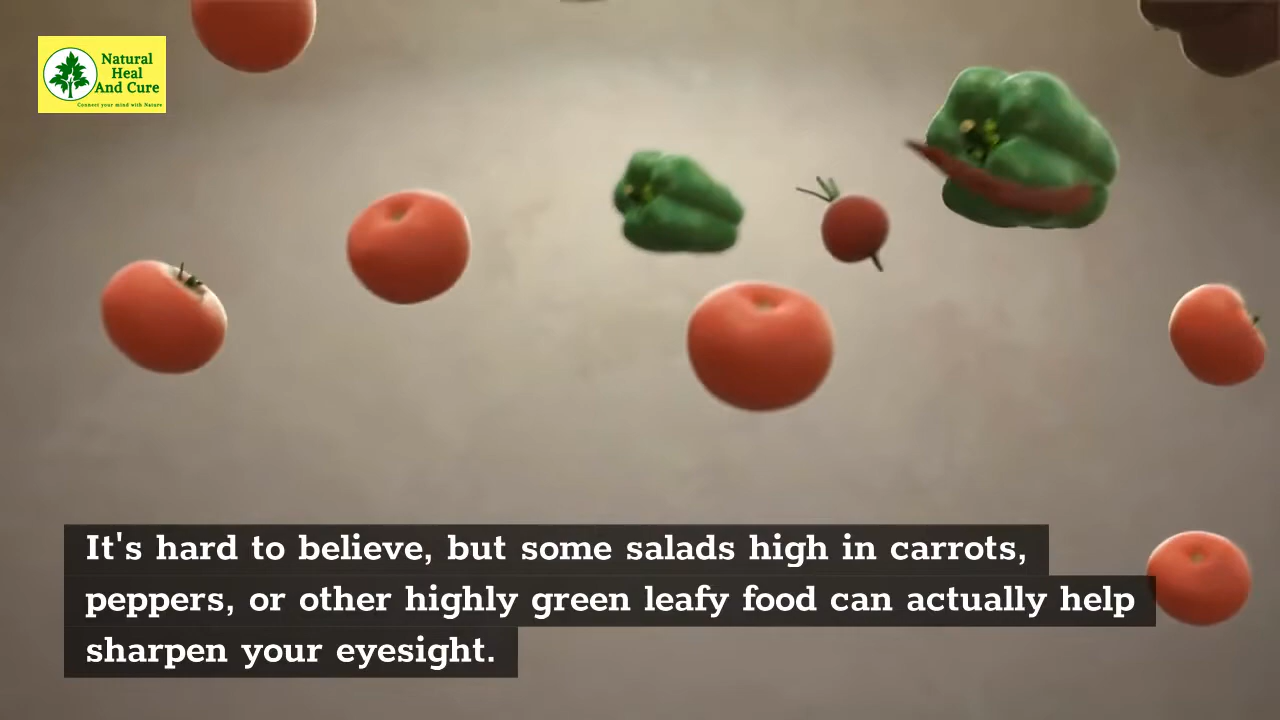 Natural
Heal
And Cure
Connect your mind with Nature
It's hard to believe, but some salads high in carrots,
peppers, or other highly green leafy food can actually help
sharpen your eyesight.